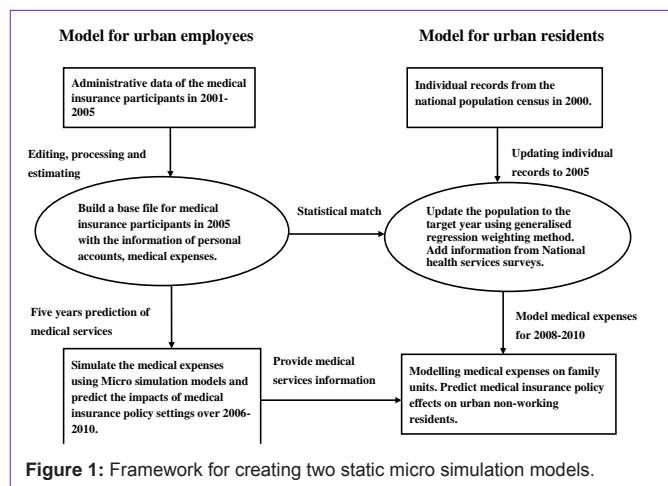 Model for urban employees
Model for urban residents
Administrative data of the medical
insurance participants in 2001-
2005
Individual records from the
national population census in 2000.
Editing, processing and
estimating
Updating individual
records to 2005
Build a base file for medical
insurance participants in 2005
with the information of personal
accounts, medical expenses.
Statistical match
Update the population to the
target year using generalised
regression weighting method.
Add information from National
health services surveys.
Five years prediction of
medical services
Model medical expenses
for 2008-2010
Simulate the medical expenses
using Micro simulation models and
predict the impacts of medical
insurance policy settings over 2006-
2010.
Provide medical
services information
Modelling medical expenses on family
units. Predict medical insurance policy
effects on urban non-working
residents.
Figure 1: Framework for creating two static micro simulation models.